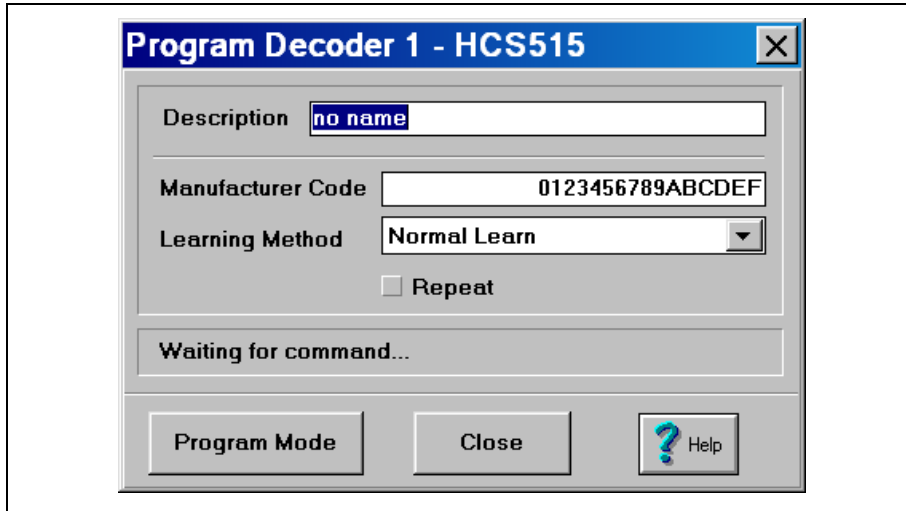 Program Decoder 1 - HCS515
Description no name
Manufacturer Code 0123456789ABCDEF
Learning Method Normal Learn
Repeat
Waiting for command...
Program Mode Close Help